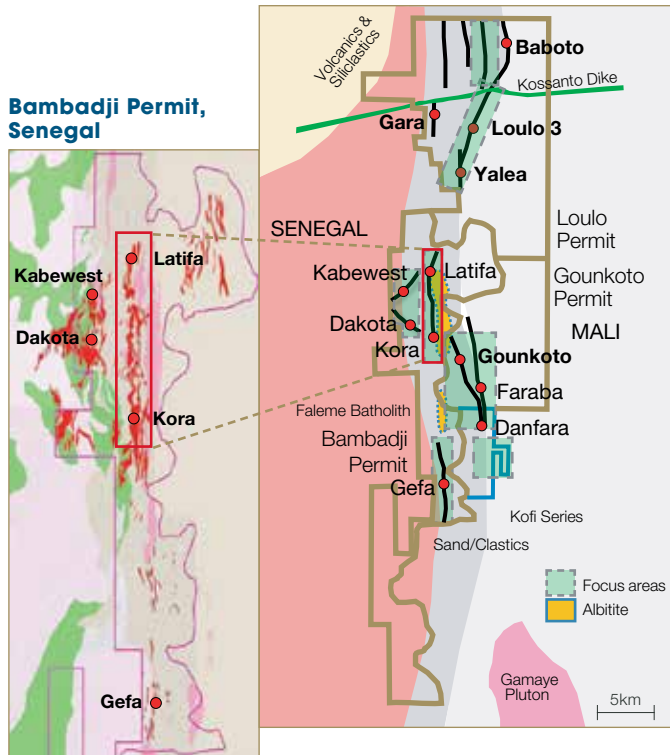 Bambadji Permit,
Senegal
Latifa
Kabewest
Dakota
Kora
Gefa
Volcanics &
Siliclastics
Baboto
Kossanto Dike
Gara
Loulo 3
Yalea
SENEGAL
Loulo
Permit
Kabewest
Latifa
Gounkoto
Permit
Dakota
MALI
Kora
Gounkoto
Faraba
Faleme Batholith
Danfara
Bambadji
Permit
Gefa
Kofi Series
Sand/Clastics
Focus areas
Albitite
Gamaye
Pluton
5km